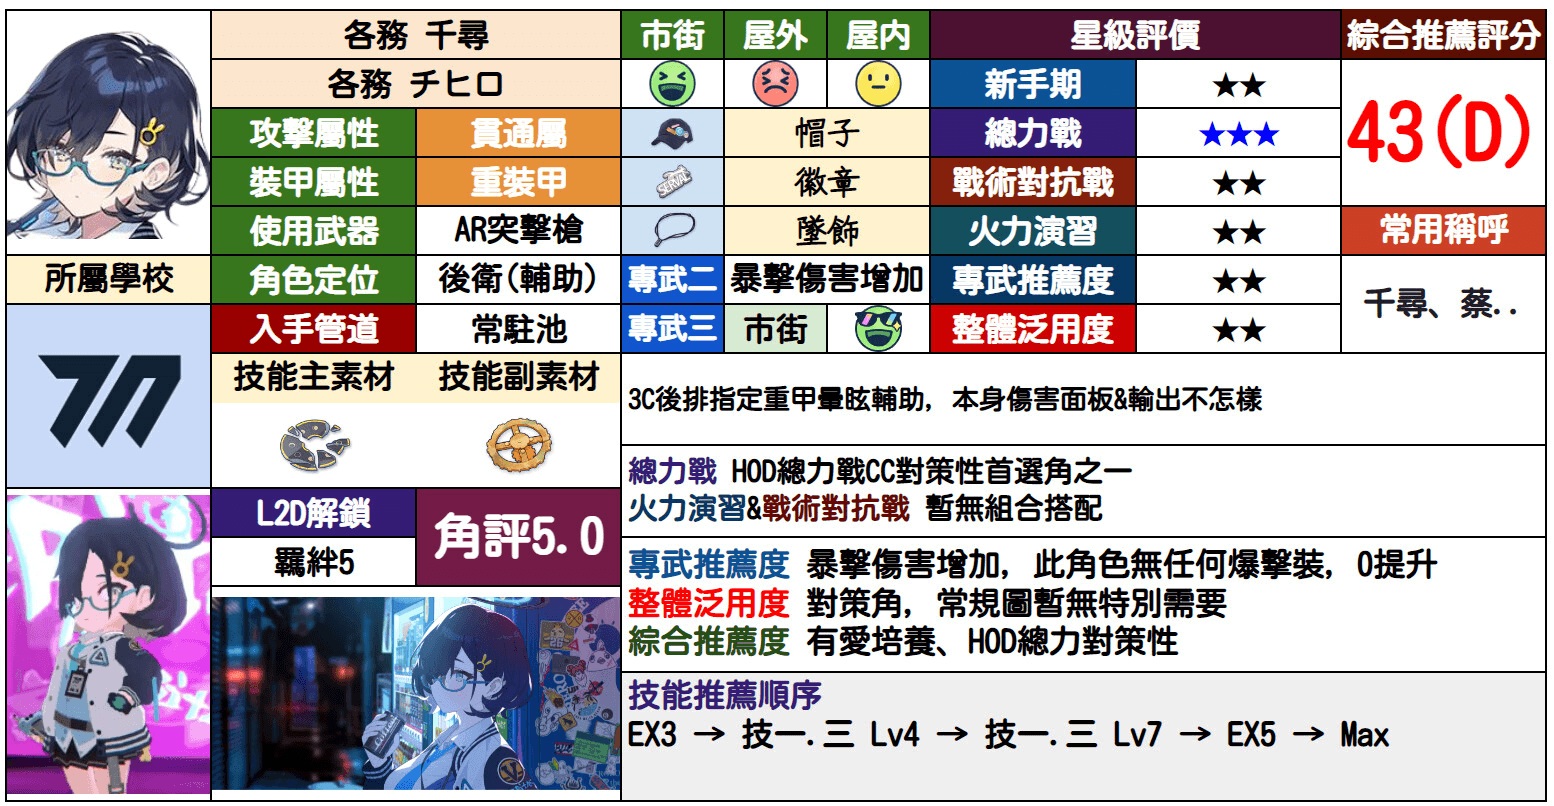 各務 千尋
市街 屋外 屋内
星級評價
綜合推薦評分
各務 チヒロ
新手期 ★★
43(D)
攻擊屬性 貫通屬
帽子
總力戰 ★★★
裝甲屬性 重裝甲
SERVAL
徽章
戰術對抗戰 ★★
使用武器 AR突擊槍
墜飾
火力演習 ★★
常用稱呼
所屬學校
角色定位 後衛(輔助)
專武二 暴擊傷害增加
專武推薦度 ★★
千尋、蔡..
入手管道 常駐池
專武三 市街
整體泛用度 ★★
技能主素材 技能副素材
3C後排指定重甲暈眩輔助, 本身傷害面板&輸出不怎樣
總力戰 HOD總力戰CC對策性首選角之一
火力演習&戰術對抗戰 暫無組合搭配
L2D解鎖
角評5.0
羈絆5
專武推薦度 暴擊傷害增加, 此角色無任何爆擊裝, 0提升
整體泛用度 對策角, 常規圖暫無特別需要
綜合推薦度 有愛培養、HOD總力對策性
技能推薦順序
EX3 → 技一.三 Lv4 → 技一.三 Lv7 → EX5 → Max